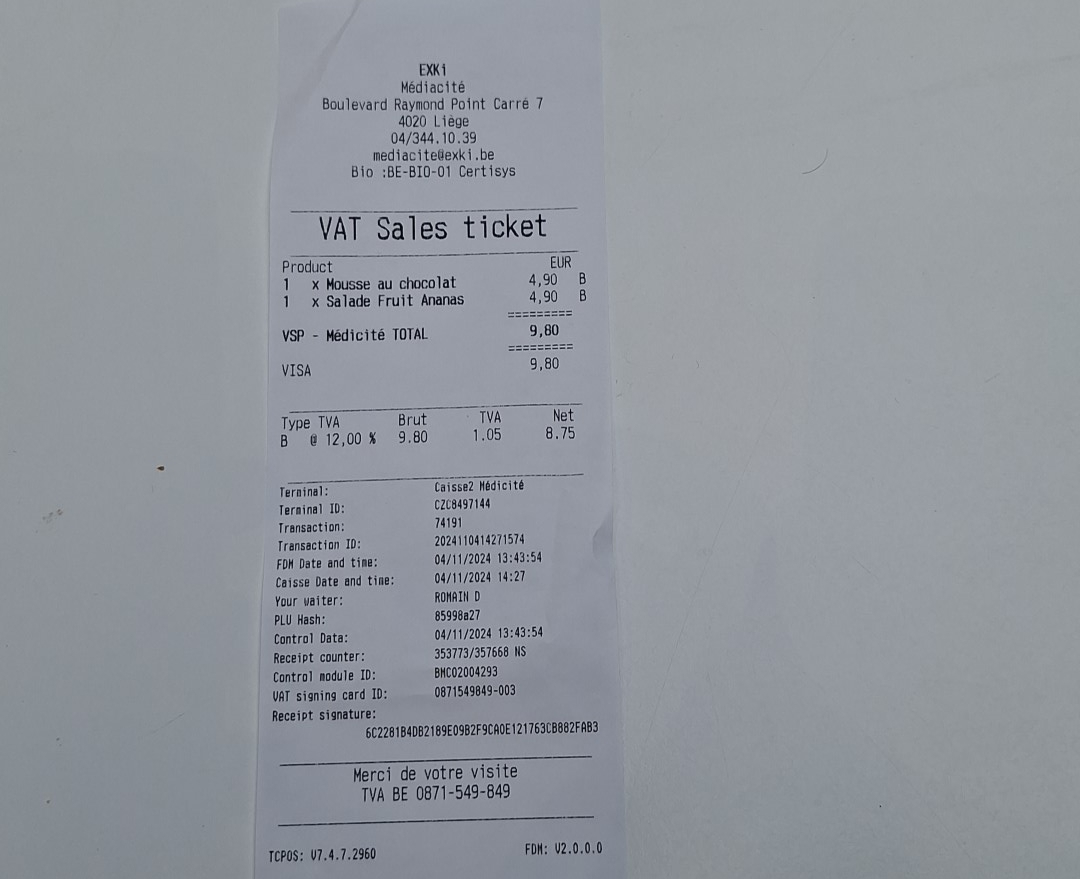 EXKi
Médiacité
Boulevard Raymond Point Carré 7
4020 Liège
04/344.10.39
mediacite@exki.be
Bio :BE-BIO-01 Certisys
VAT Sales ticket
Product EUR
1 x Mousse au chocolat 4,90 B
1 x Salade Fruit Ananas 4,90 B
=========
VSP - Médicité TOTAL 9,80
=========
VISA 9,80
Type TVA Brut TVA Net
B @ 12,00 % 9.80 1.05 8.75
Terminal: Caisse2 Médicité
Terminal ID: CZC8497144
Transaction: 74191
Transaction ID: 2024110414271574
FDM Date and time: 04/11/2024 13:43:54
Caisse Date and time: 04/11/2024 14:27
Your waiter: ROMAIN D
PLU Hash: 85998a27
Control Data: 04/11/2024 13:43:54
Receipt counter: 353773/357668 NS
Control module ID: BMC02004293
VAT signing card ID: 0871549849-003
Receipt signature:
6C2281B4DB2189E09B2F9CA0E121763CB882FAB3
Merci de votre visite
TVA BE 0871-549-849
TCPOS: V7.4.7.2960 FDM: V2.0.0.0